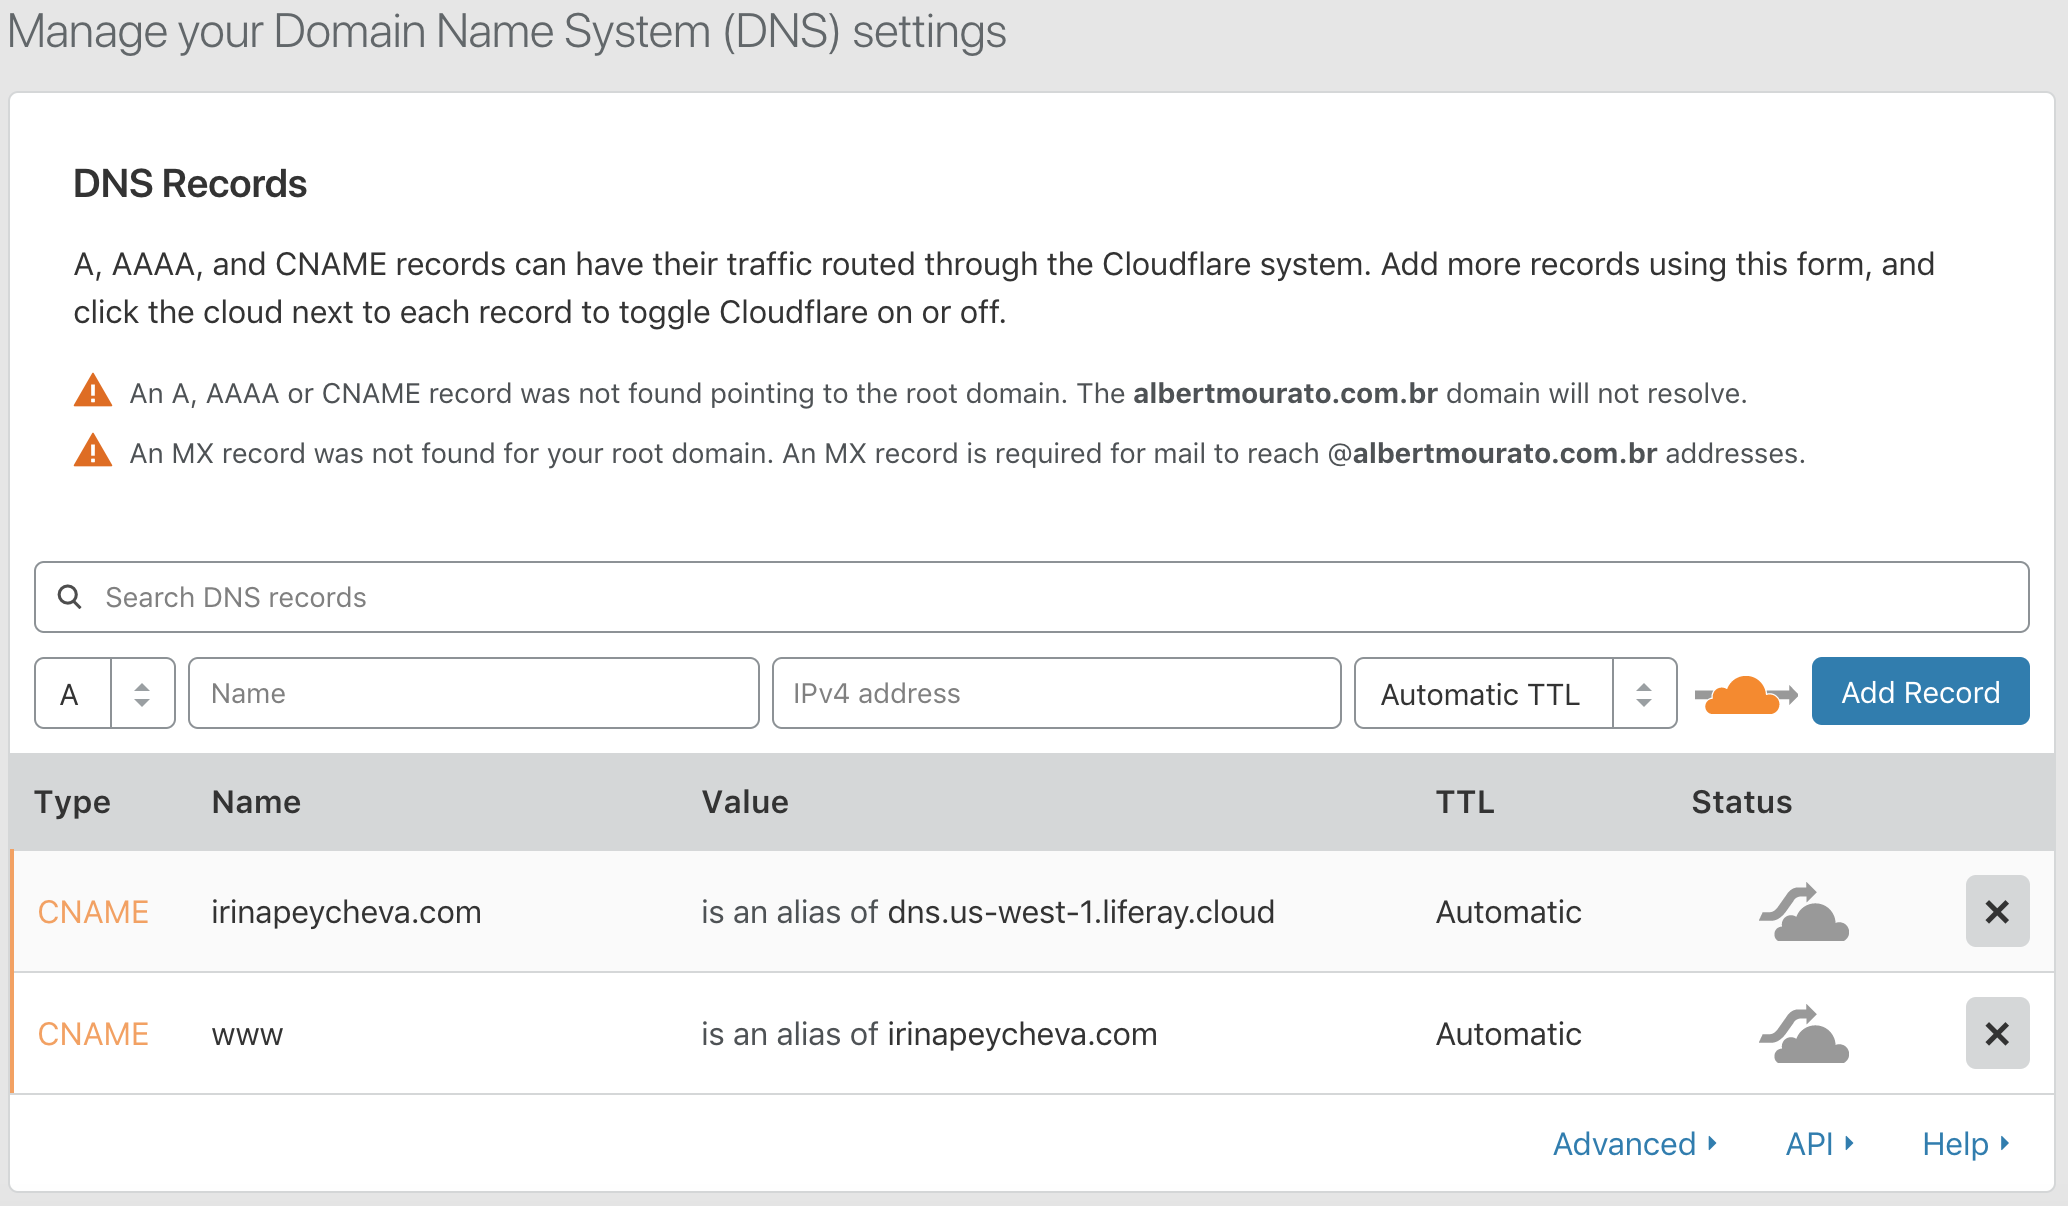 Manage your Domain Name System (DNS) settings
DNS Records
A, AAAA, and CNAME records can have their traffic routed through the Cloudflare system. Add more records using this form, and
click the cloud next to each record to toggle Cloudflare on or off.
An A, AAAA or CNAME record was not found pointing to the root domain. The albertmourato.com.br domain will not resolve.
An MX record was not found for your root domain. An MX record is required for mail to reach @albertmourato.com.br addresses.
Search DNS records
A Name IPv4 address Automatic TTL Add Record
Type Name Value TTL Status
CNAME irinapeycheva.com is an alias of dns.us-west-1.liferay.cloud Automatic
CNAME www is an alias of irinapeycheva.com Automatic
Advanced API Help